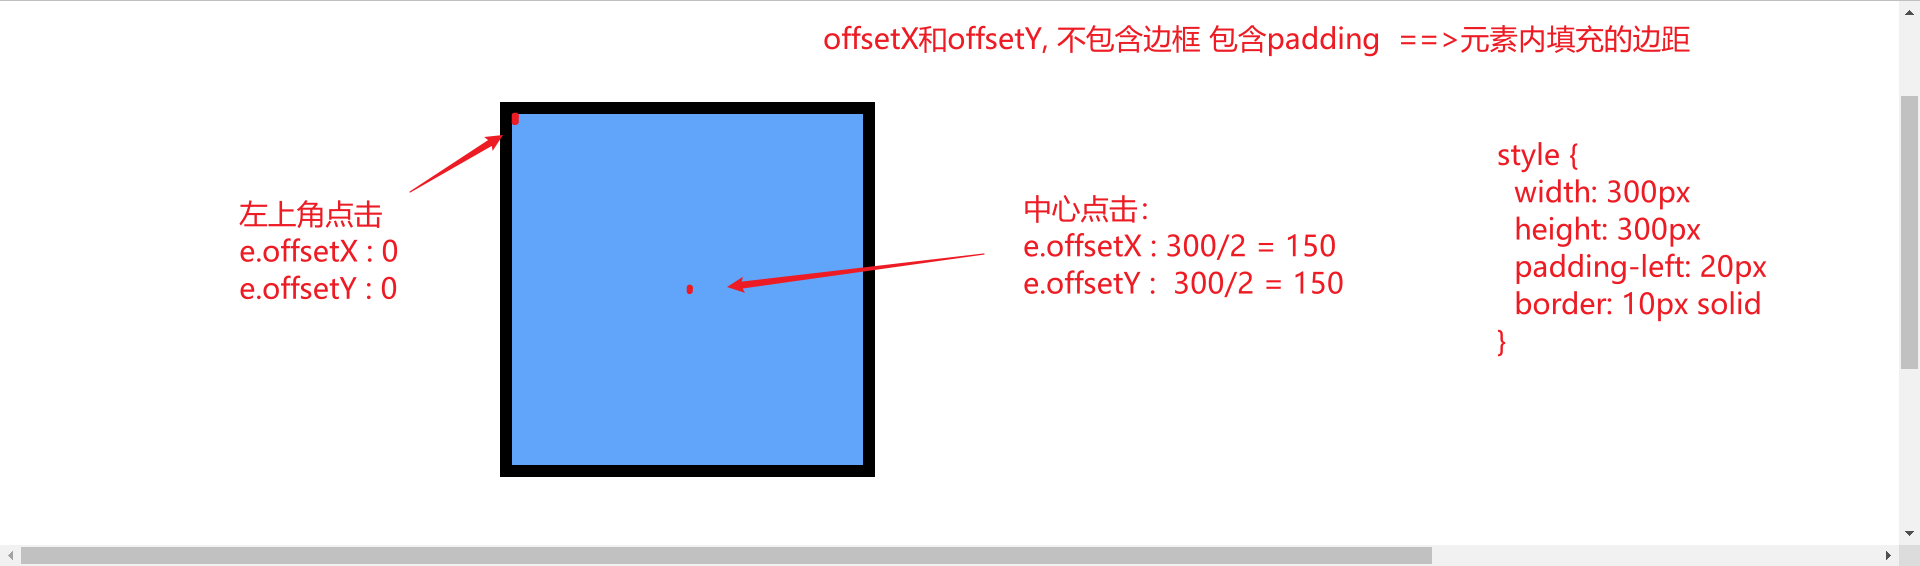 offsetX和offsetY, 不包含边框 包含padding ==>元素内填充的边距
左上角点击
e.offsetX : 0
e.offsetY : 0
中心点击：
e.offsetX : 300/2 = 150
e.offsetY : 300/2 = 150
style {
width: 300px
height: 300px
padding-left: 20px
border: 10px solid
}